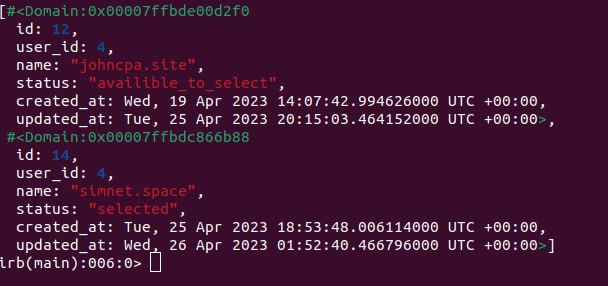 [#<Domain:0x00007ffbde00d2f0
id: 12,
user_id: 4,
name: "johncpa.site",
status: "availible_to_select",
created_at: Wed, 19 Apr 2023 14:07:42.994626000 UTC +00:00,
updated_at: Tue, 25 Apr 2023 20:15:03.464152000 UTC +00:00>,
#<Domain:0x00007ffbdc866b88
id: 14,
user_id: 4,
name: "simnet.space",
status: "selected",
created_at: Tue, 25 Apr 2023 18:53:48.006114000 UTC +00:00,
updated_at: Wed, 26 Apr 2023 01:52:40.466796000 UTC +00:00>]
irb(main):006:0>